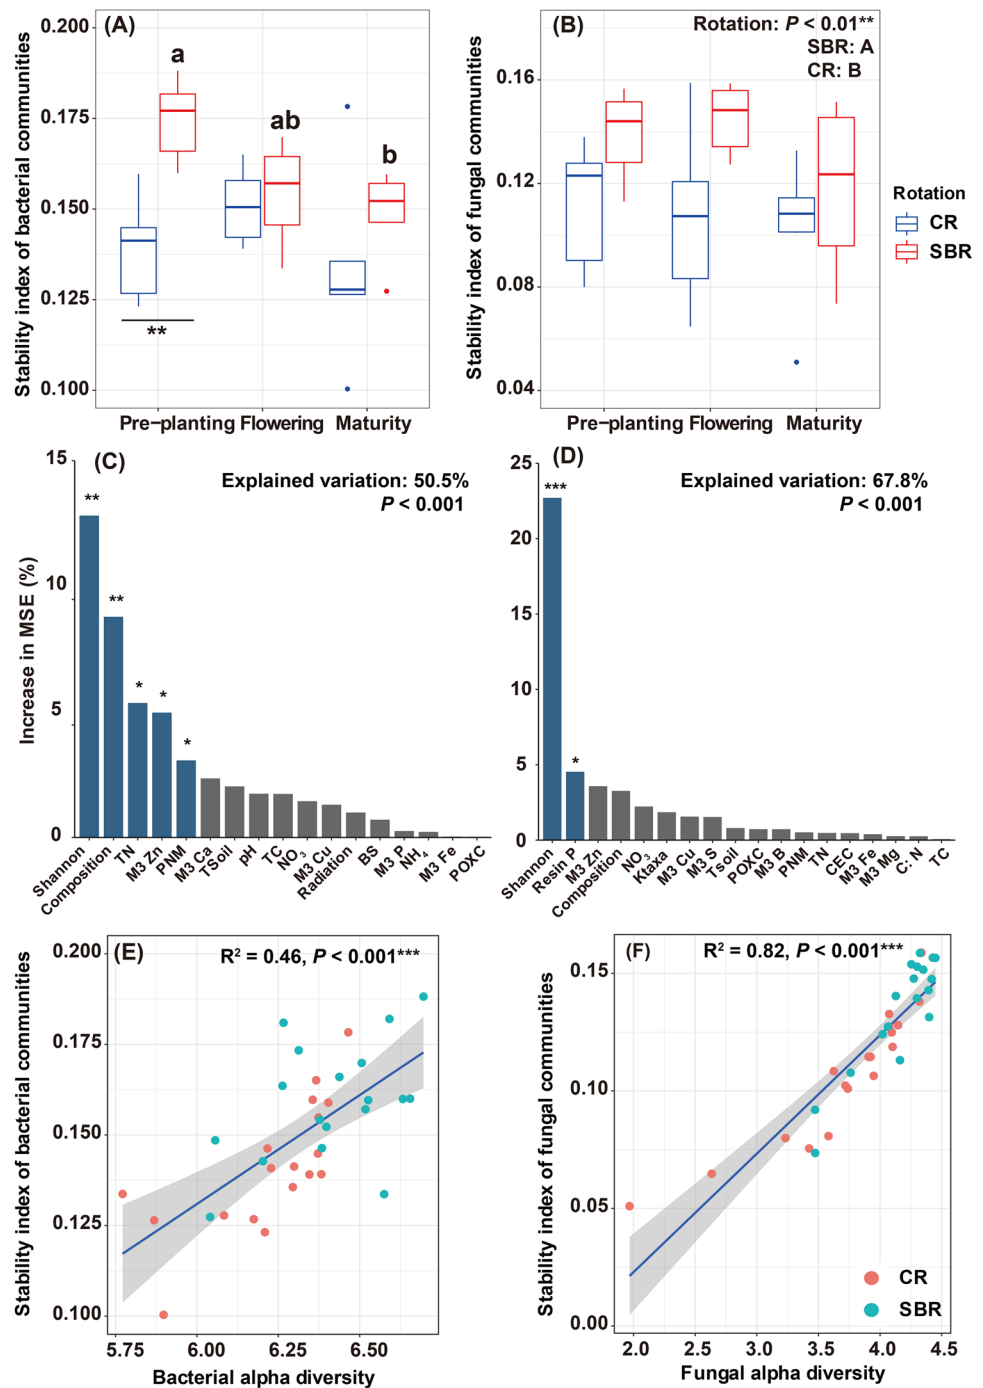 (A)
Stability index of bacterial communities
0.200
0.175
0.150
0.125
0.100
a
ab
b
**
Pre-planting Flowering Maturity
(B)
Rotation: P < 0.01**
SBR: A
CR: B
Stability index of fungal communities
0.16
0.12
0.08
0.04
Pre-planting Flowering Maturity
Rotation
CR
SBR
(C)
Explained variation: 50.5%
P < 0.001
Increase in MSE (%)
15
10
5
0
**
**
*
*
*
Shannon
Composition
TN
M3 Zn
PNM
M3 Ca
TSoil
pH
TC
NO3
M3 Cu
Radiation
BS
M3 P
NH4
M3 Fe
POXC
(D)
Explained variation: 67.8%
P < 0.001
25
20
15
10
5
0
***
*
Shannon
Resin P
M3 Zn
Composition
NO3
Ktaxa
M3 Cu
M3 S
Tsoil
POXC
M3 B
PNM
TN
CEC
M3 Fe
M3 Mg
C: N
TC
(E)
R² = 0.46, P < 0.001***
Stability index of bacterial communities
0.200
0.175
0.150
0.125
0.100
5.75 6.00 6.25 6.50
Bacterial alpha diversity
(F)
R² = 0.82, P < 0.001***
Stability index of fungal communities
0.15
0.10
0.05
0.00
CR
SBR
2.0 2.5 3.0 3.5 4.0 4.5
Fungal alpha diversity